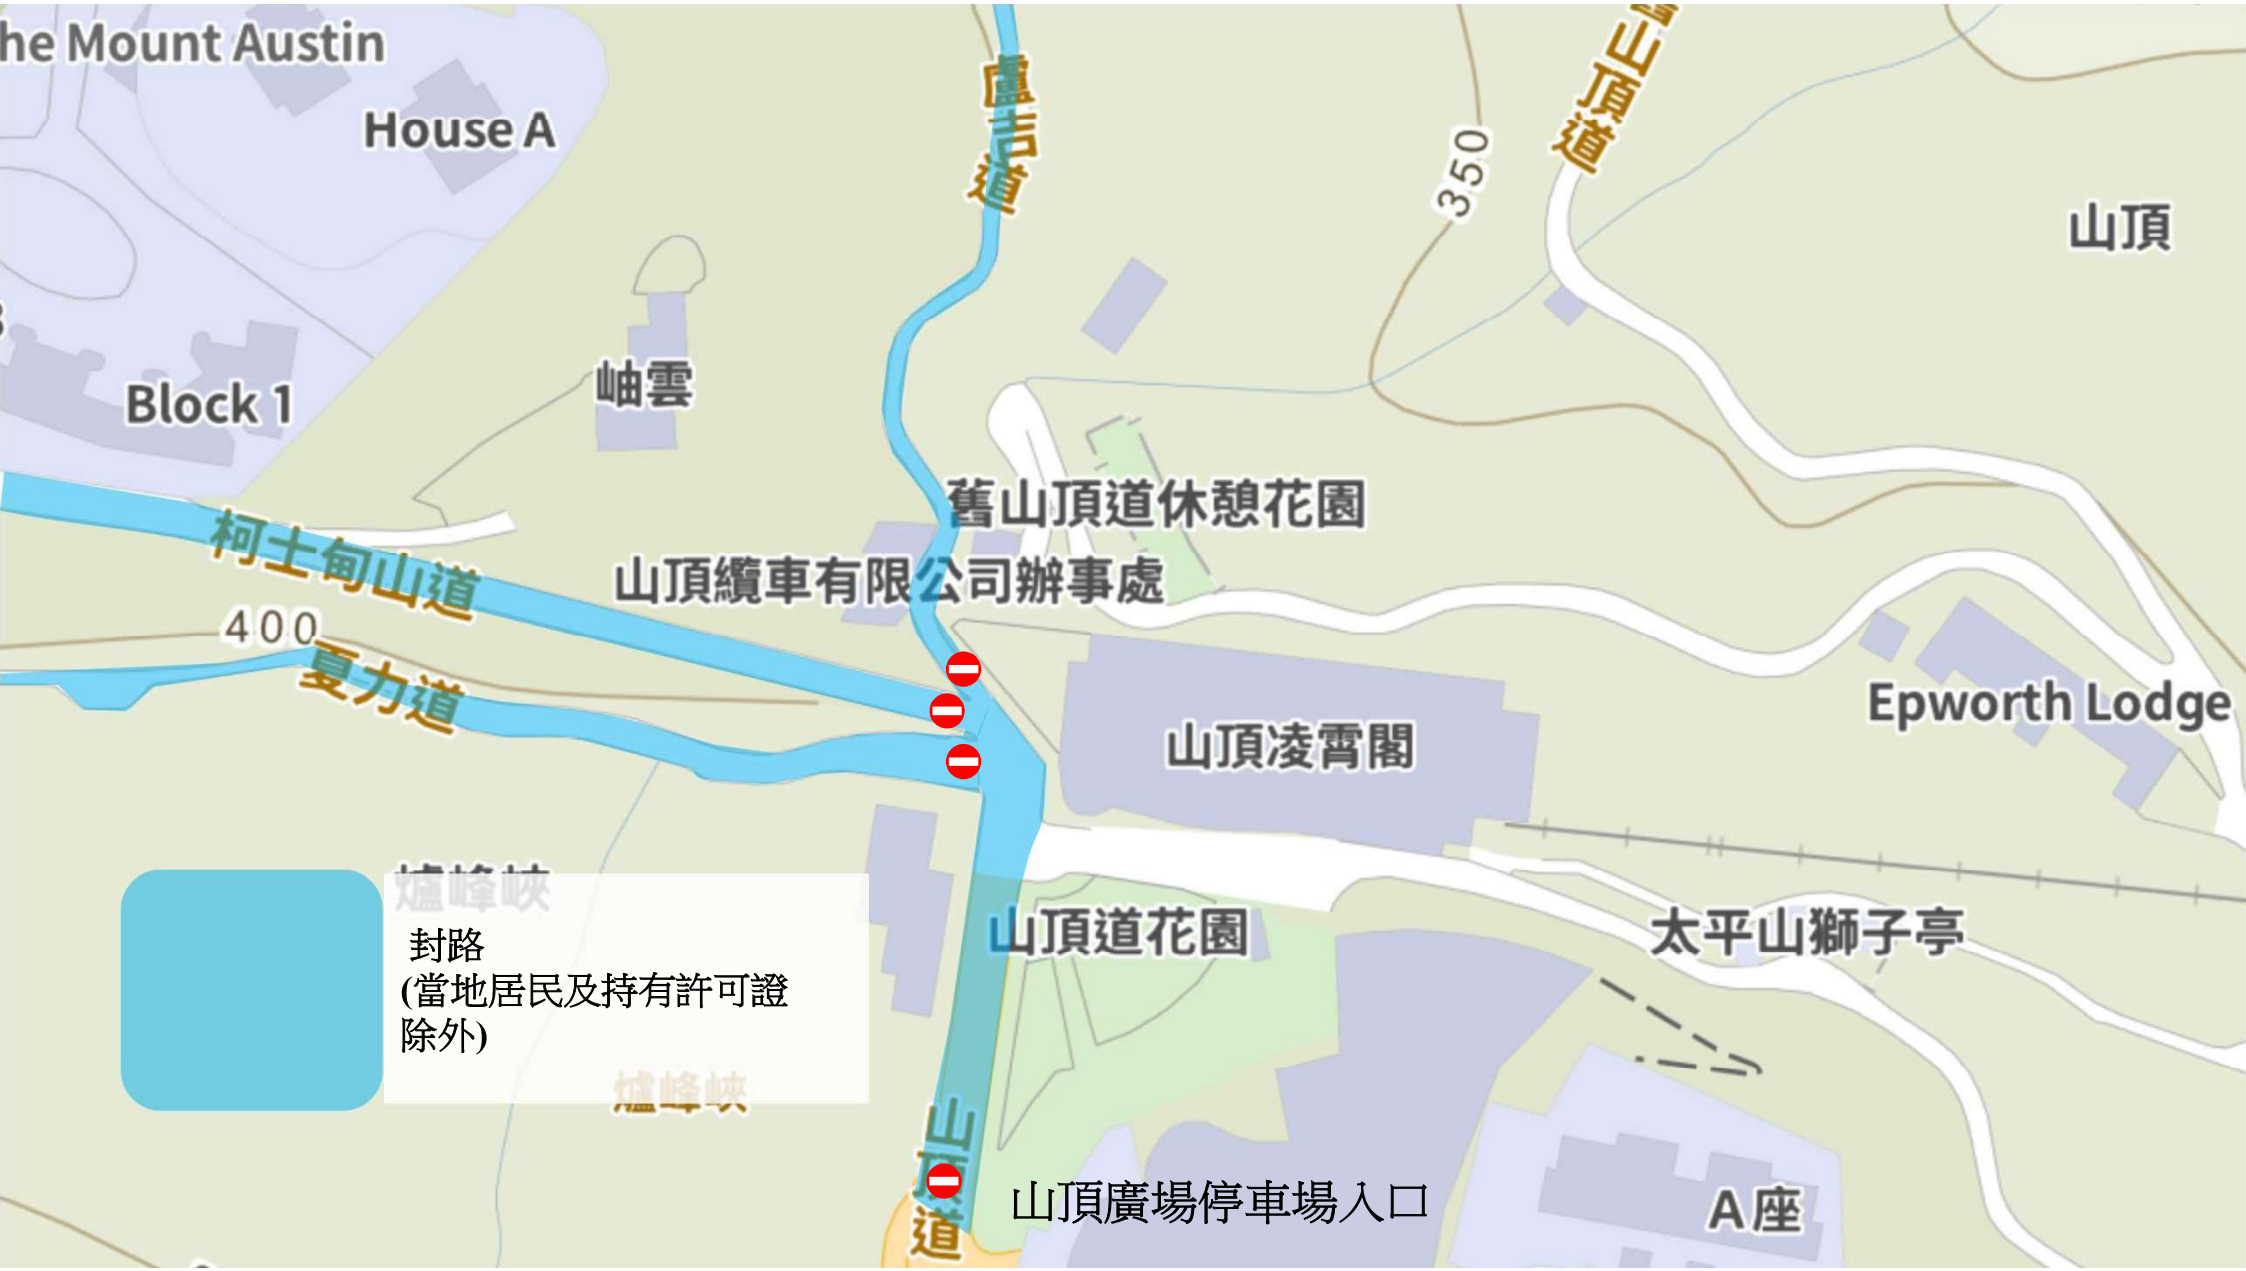 he Mount Austin
House A
盧吉道
舊山頂道
350
山頂
岫雲
Block 1
舊山頂道休憩花園
柯士甸山道
山頂纜車有限公司辦事處
400
夏力道
Epworth Lodge
山頂凌霄閣
爐峰峽
封路
(當地居民及持有許可證
除外)
山頂道花園
太平山獅子亭
爐峰峽
山頂道
山頂廣場停車場入口
A座